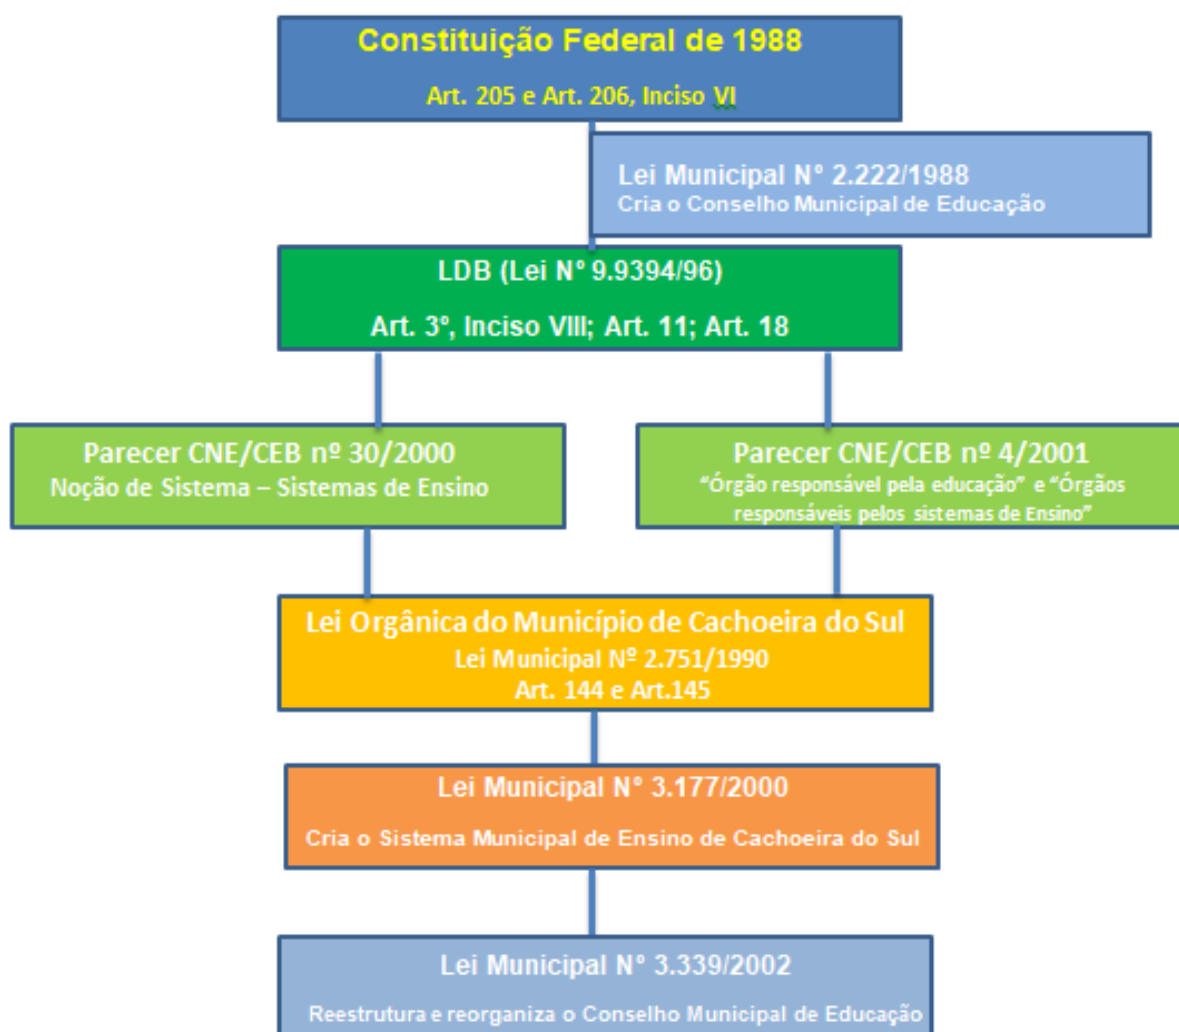 Constituição Federal de 1988
Art. 205 e Art. 206, Inciso VI
Lei Municipal N° 2.222/1988
Cria o Conselho Municipal de Educação
LDB (Lei N° 9.9394/96)
Art. 3°, Inciso VIII; Art. 11; Art. 18
Parecer CNE/CEB nº 30/2000
Noção de Sistema – Sistemas de Ensino
Parecer CNE/CEB nº 4/2001
“Órgão responsável pela educação” e “Órgãos
responsáveis pelos sistemas de Ensino”
Lei Orgânica do Município de Cachoeira do Sul
Lei Municipal Nº 2.751/1990
Art. 144 e Art.145
Lei Municipal N° 3.177/2000
Cria o Sistema Municipal de Ensino de Cachoeira do Sul
Lei Municipal N° 3.339/2002
Reestrutura e reorganiza o Conselho Municipal de Educação